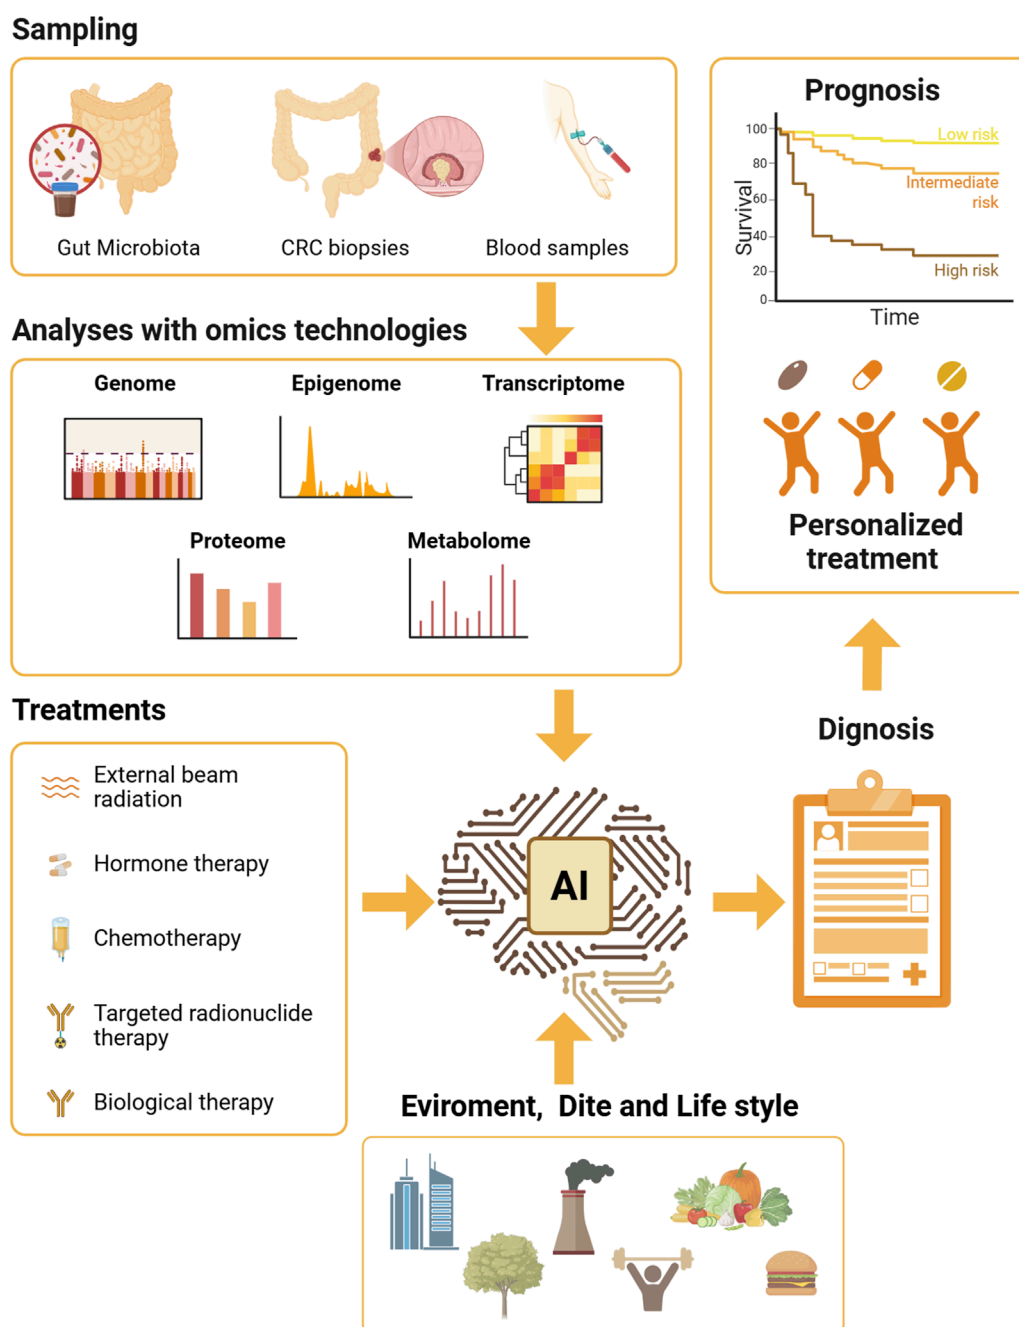 Sampling
Gut Microbiota
CRC biopsies
Blood samples
Analyses with omics technologies
Genome
Epigenome
Transcriptome
Proteome
Metabolome
Treatments
External beam
radiation
Hormone therapy
Chemotherapy
Targeted radionuclide
therapy
Biological therapy
AI
Eviroment, Dite and Life style
Dignosis
Prognosis
Survival
100
80
60
40
20
0
Low risk
Intermediate
risk
High risk
Time
Personalized
treatment